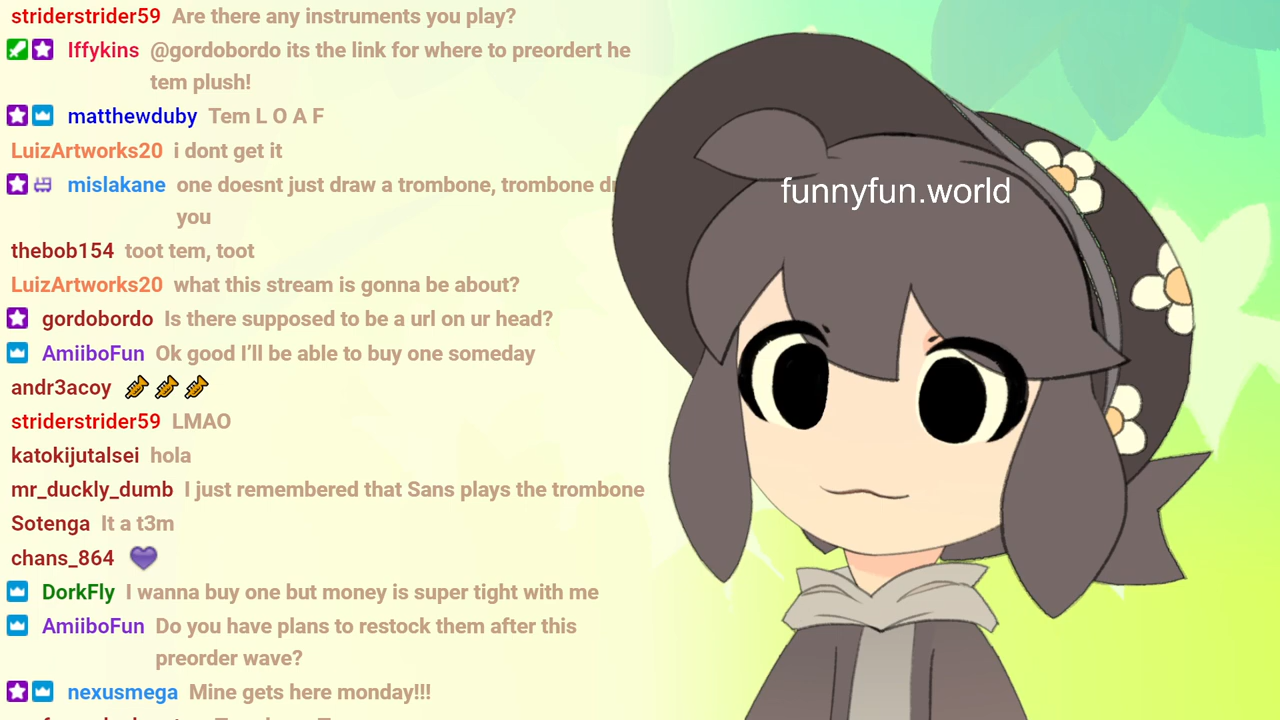 striderstrider59 Are there any instruments you play?
Iffykins @gordobordo its the link for where to preordert he
tem plush!
matthewduby Tem L O A F
LuizArtworks20 i dont get it
mislakane one doesnt just draw a trombone, trombone
you
thebob154 toot tem, toot
LuizArtworks20 what this stream is gonna be about?
gordobordo Is there supposed to be a url on ur head?
AmiiboFun Ok good I’ll be able to buy one someday
andr3acoy
striderstrider59 LMAO
katokijutalsei hola
mr_duckly_dumb I just remembered that Sans plays the trombone
Sotenga It a t3m
chans_864
DorkFly I wanna buy one but money is super tight with me
AmiiboFun Do you have plans to restock them after this
preorder wave?
nexusmega Mine gets here monday!!!
funnyfun.world